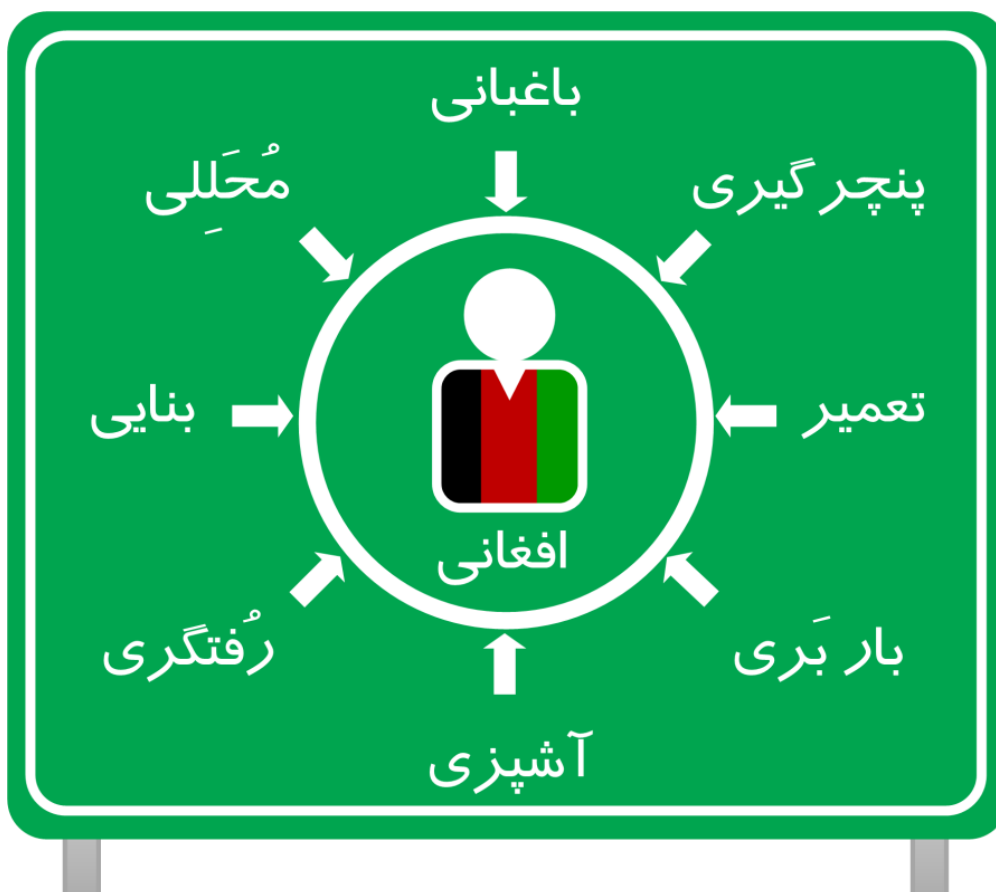 باغبانی
پنچر گیری
مُحَلِلی
تعمیر
بنایی
افغانی
بار بَری
رُفتگری
آشپزی